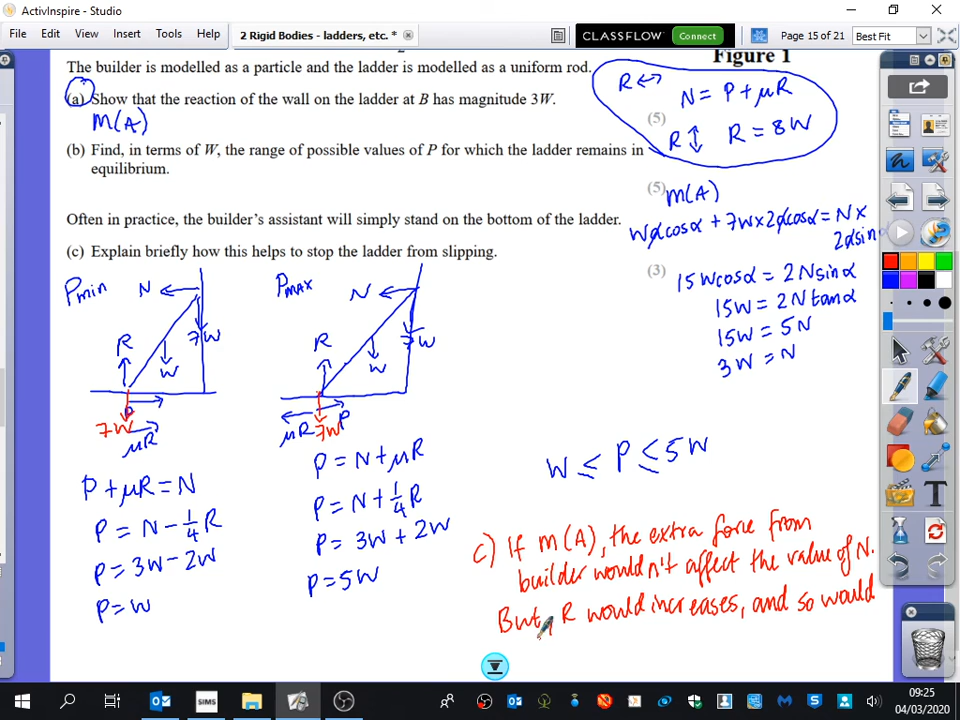 ActivInspire - Studio
File Edit View Insert Tools Help
2 Rigid Bodies - ladders, etc. *
CLASSFLOW Connect
Page 15 of 21
Best Fit
Figure 1
The builder is modelled as a particle and the ladder is modelled as a uniform rod.
(a) Show that the reaction of the wall on the ladder at B has magnitude 3W.
(5)
M(A)
R ↔ N = P + μR
R ↕ R = 8W
(b) Find, in terms of W, the range of possible values of P for which the ladder remains in
equilibrium.
(5)
M(A)
Wdcosα + 7W×2dcosα = N×
2dsinα
Often in practice, the builder's assistant will simply stand on the bottom of the ladder.
(c) Explain briefly how this helps to stop the ladder from slipping.
(3)
15Wcosα = 2Nsinα
15W = 2Ntanα
15W = 5N
3W = N
Pmin
N
R
7W
W
P
7W
μR
P + μR = N
P = N - 1/4 R
P = 3W - 2W
P = W
PMAX
N
R
7W
W
μR
P
7W
P = N + μR
P = N + 1/4 R
P = 3W + 2W
P = 5W
W ≤ P ≤ 5W
c) If M(A), the extra force from
builder wouldn't affect the value of N.
But, R would increases, and so would
SIMS
09:25
04/03/2020